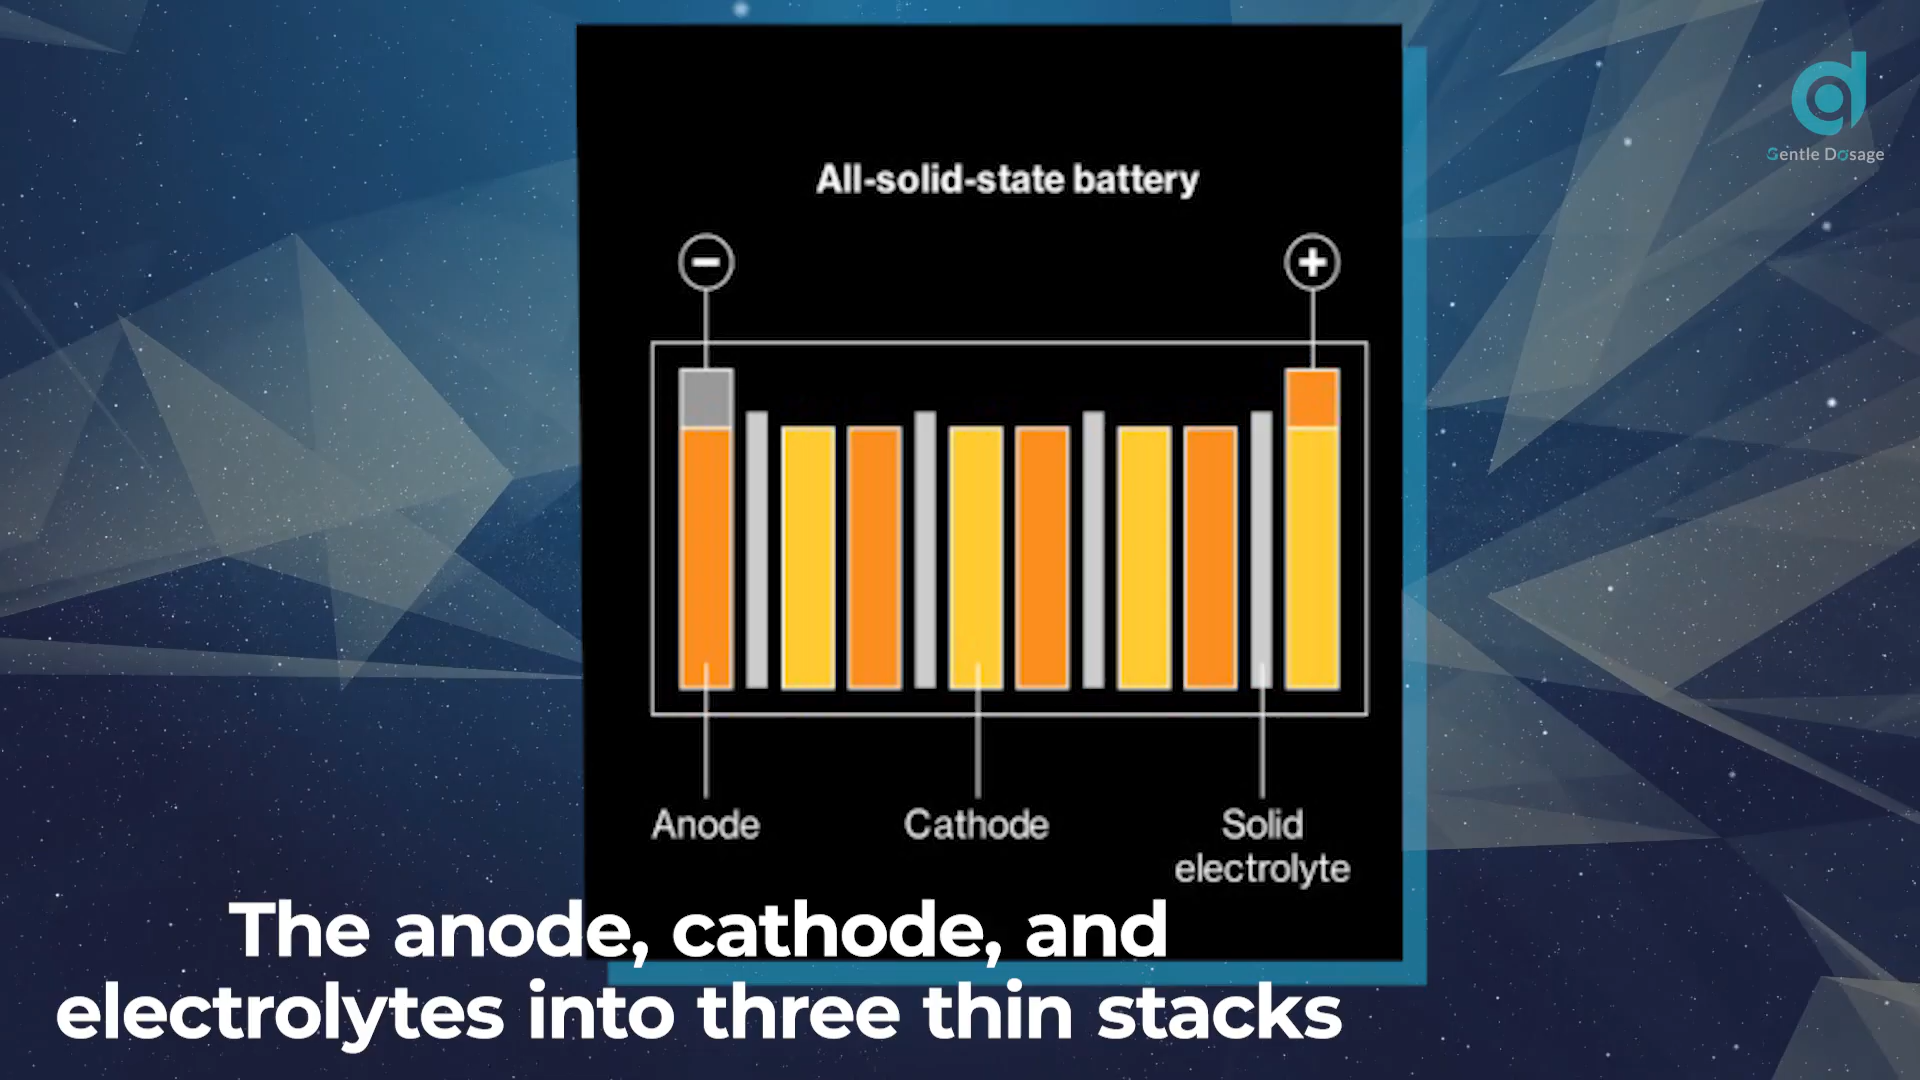 Gentle Dosage
All-solid-state battery
−
+
Anode
Cathode
Solid
electrolyte
The anode, cathode, and
electrolytes into three thin stacks